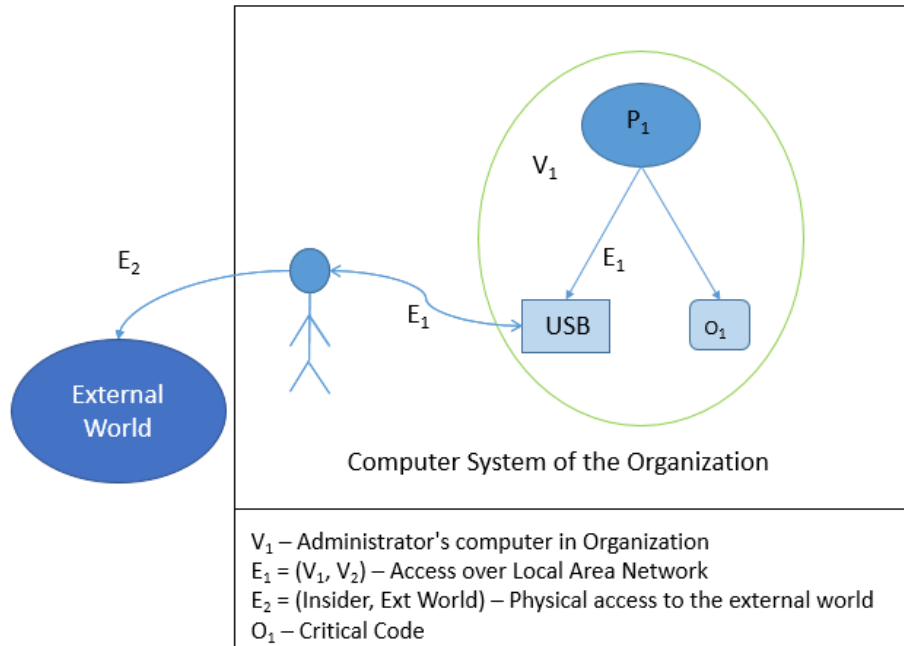 P₁
V₁
E₂
E₁
E₁
USB
O₁
External
World
Computer System of the Organization
V₁ – Administrator's computer in Organization
E₁ = (V₁, V₂) – Access over Local Area Network
E₂ = (Insider, Ext World) – Physical access to the external world
O₁ – Critical Code